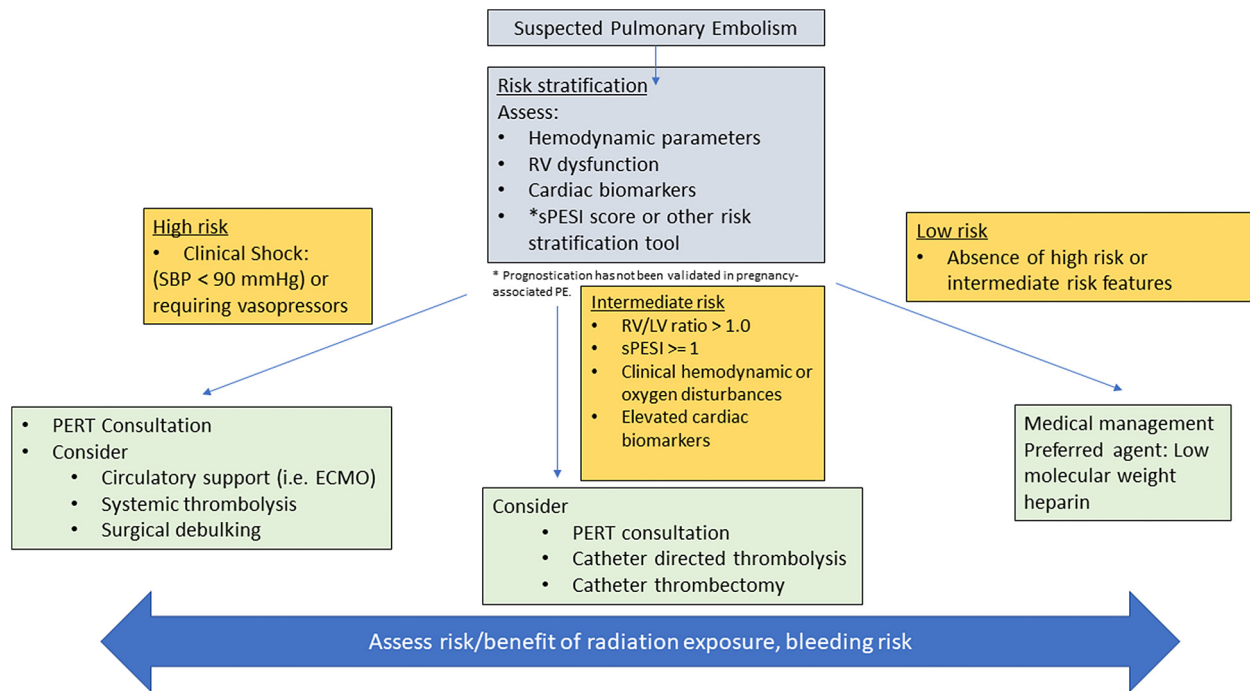 Suspected Pulmonary Embolism
Risk stratification
Assess:
• Hemodynamic parameters
• RV dysfunction
• Cardiac biomarkers
• *sPESI score or other risk
stratification tool
* Prognostication has not been validated in pregnancy-
associated PE.
High risk
• Clinical Shock:
(SBP < 90 mmHg) or
requiring vasopressors
Intermediate risk
• RV/LV ratio > 1.0
• sPESI >= 1
• Clinical hemodynamic or
oxygen disturbances
• Elevated cardiac
biomarkers
Low risk
• Absence of high risk or
intermediate risk features
• PERT Consultation
• Consider
• Circulatory support (i.e. ECMO)
• Systemic thrombolysis
• Surgical debulking
Consider
• PERT consultation
• Catheter directed thrombolysis
• Catheter thrombectomy
Medical management
Preferred agent: Low
molecular weight
heparin
Assess risk/benefit of radiation exposure, bleeding risk